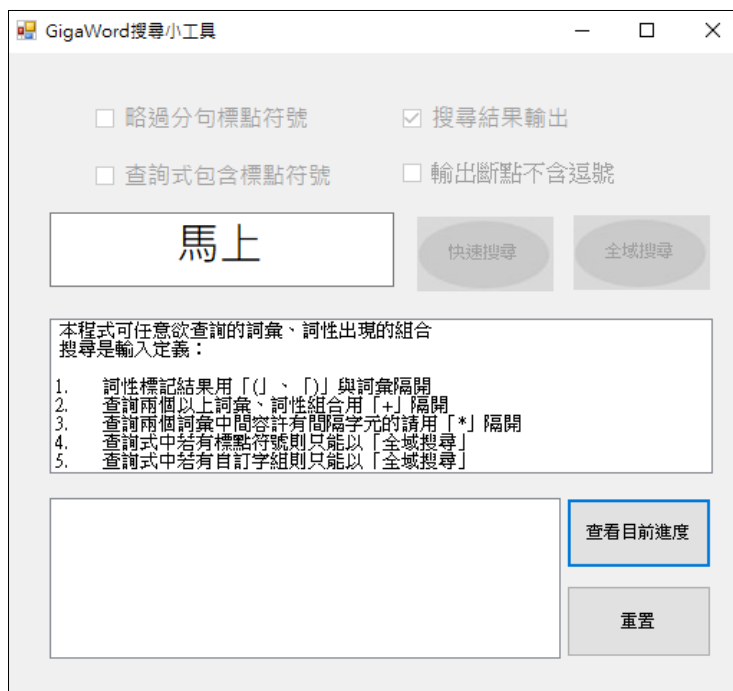 GigaWord搜尋小工具
略過分句標點符號
搜尋結果輸出
查詢式包含標點符號
輸出斷點不含逗號
馬上
快速搜尋
全域搜尋
本程式可任意欲查詢的詞彙、詞性出現的組合
搜尋是輸入定義：
1. 詞性標記結果用「(」、「)」與詞彙隔開
2. 查詢兩個以上詞彙、詞性組合用「+」隔開
3. 查詢兩個詞彙中間容許有間隔字元的請用「*」隔開
4. 查詢式中若有標點符號則只能以「全域搜尋」
5. 查詢式中若有自訂字組則只能以「全域搜尋」
查看目前進度
重置